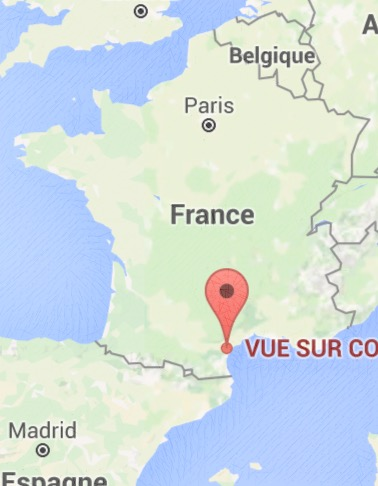 Belgique
A
Paris
France
VUE SUR CO
Madrid
Espagne